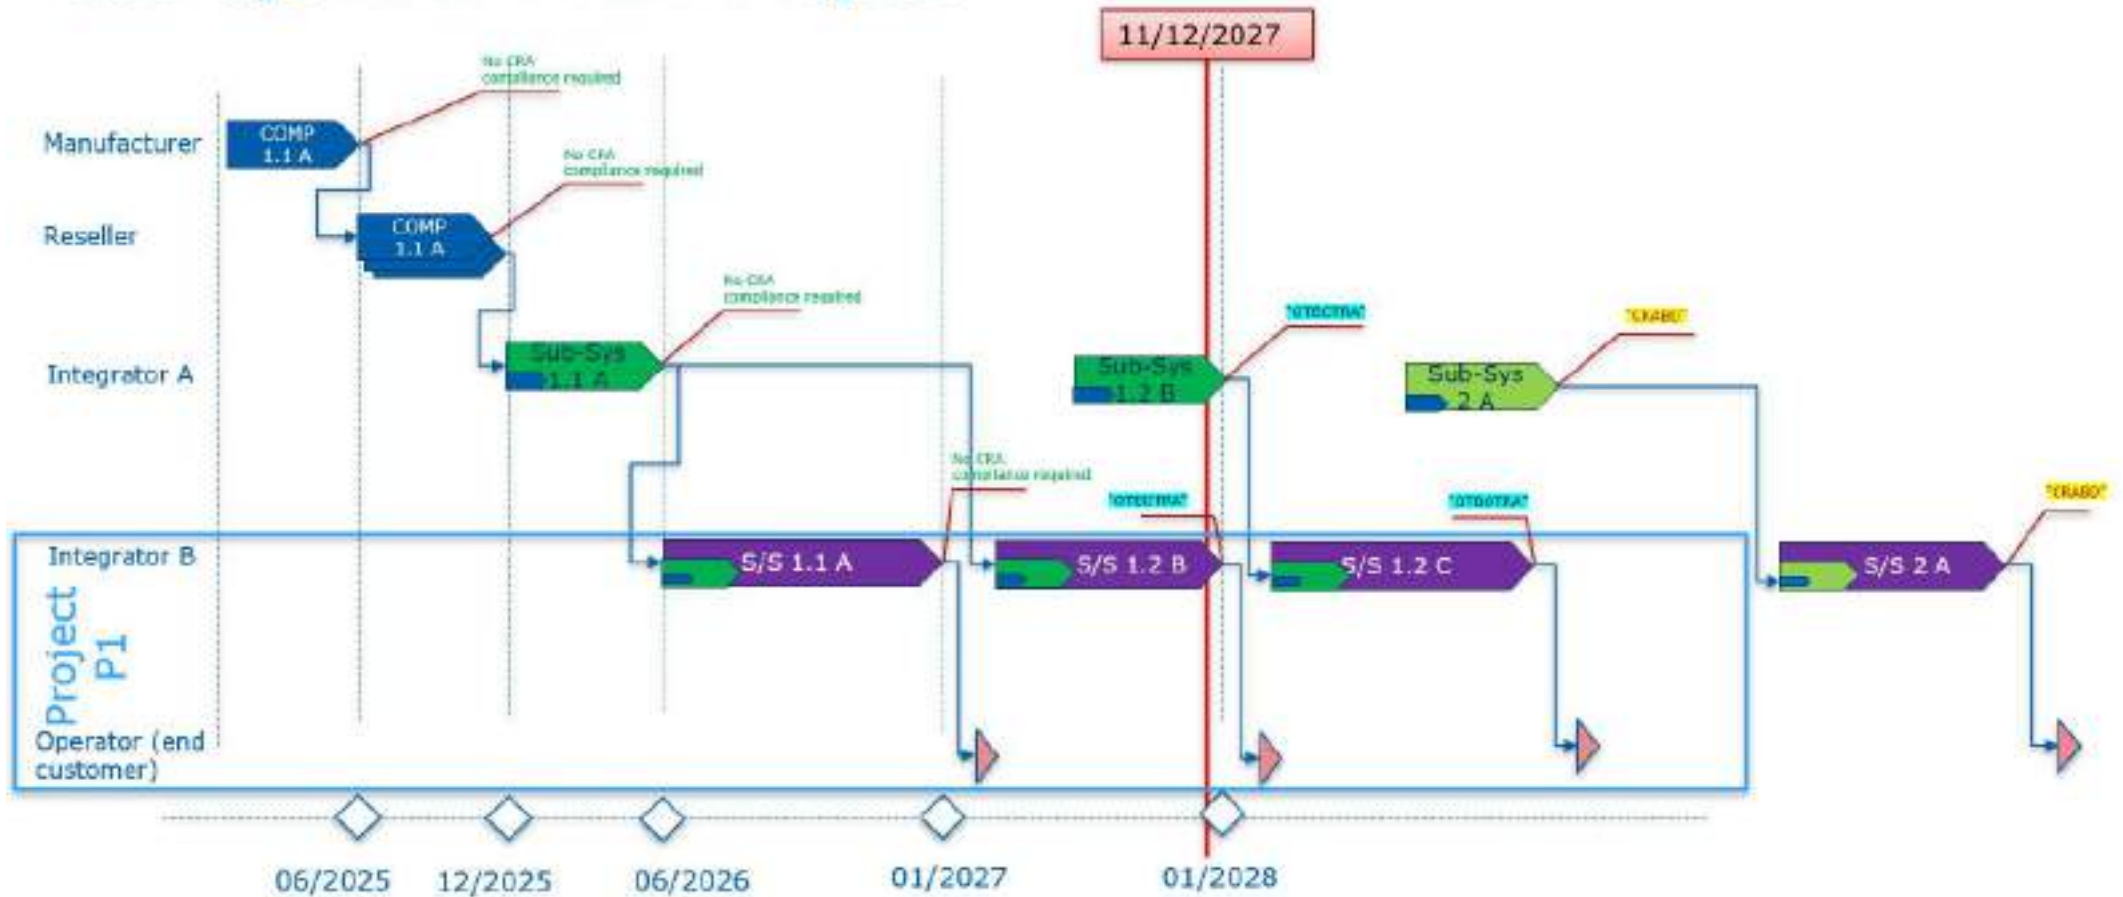 11/12/2027
No CRA
compliance required
Manufacturer
COMP
1.1 A
No CRA
compliance required
Reseller
COMP
1.1 A
No CRA
compliance required
"CRABD"
Integrator A
Sub-Sys
1.1 A
Sub-Sys
1.2 B
Sub-Sys
2 A
No CRA
compliance required
"CRABD"
Integrator B
S/S 1.1 A
S/S 1.2 B
S/S 1.2 C
S/S 2 A
Project
P1
Operator (end
customer)
06/2025
12/2025
06/2026
01/2027
01/2028